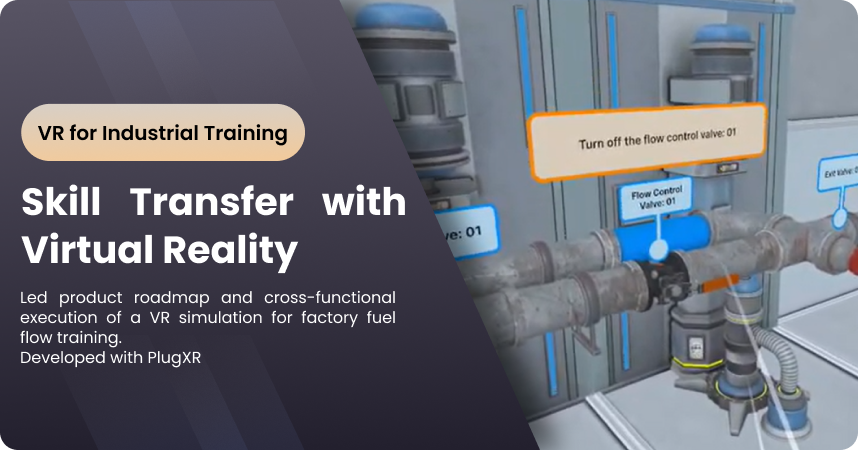 VR for Industrial Training
Skill Transfer with
Virtual Reality
Led product roadmap and cross-functional
execution of a VR simulation for factory fuel
flow training.
Developed with PlugXR
Turn off the flow control valve: 01
Flow Control
Valve: 01
ve: 01
Exit Valve: 0